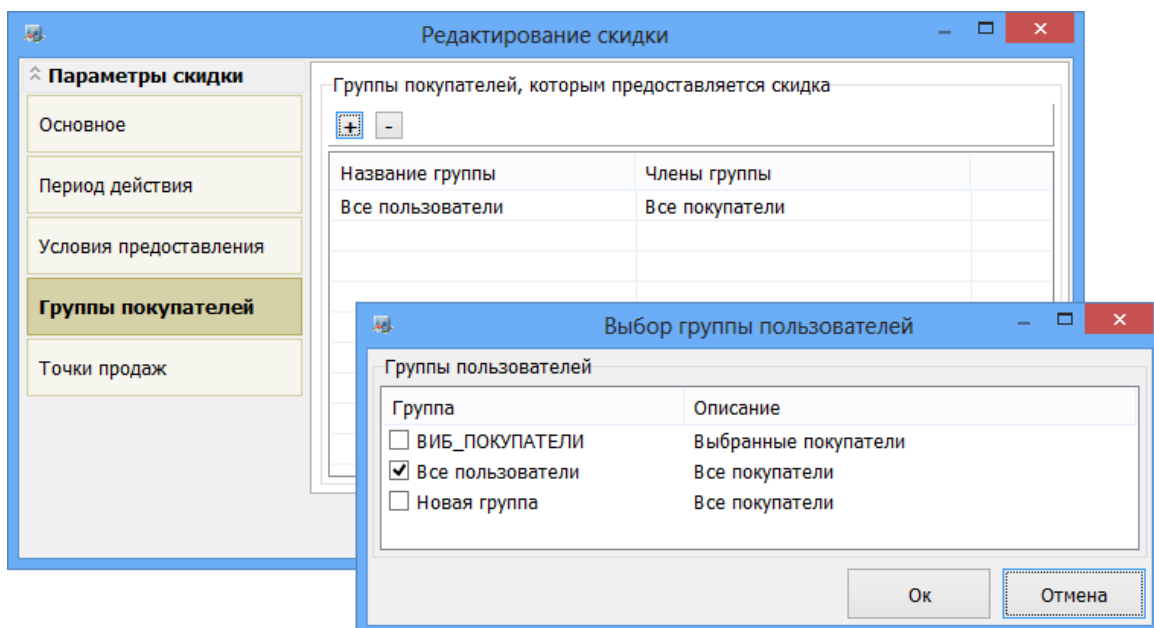 Редактирование скидки
Параметры скидки
Основное
Период действия
Условия предоставления
Группы покупателей
Точки продаж
Группы покупателей, которым предоставляется скидка
+ -
Название группы Члены группы
Все пользователи Все покупатели
Выбор группы пользователей
Группы пользователей
Группа Описание
ВИБ_ПОКУПАТЕЛИ Выбранные покупатели
Все пользователи Все покупатели
Новая группа Все покупатели
Ок Отмена